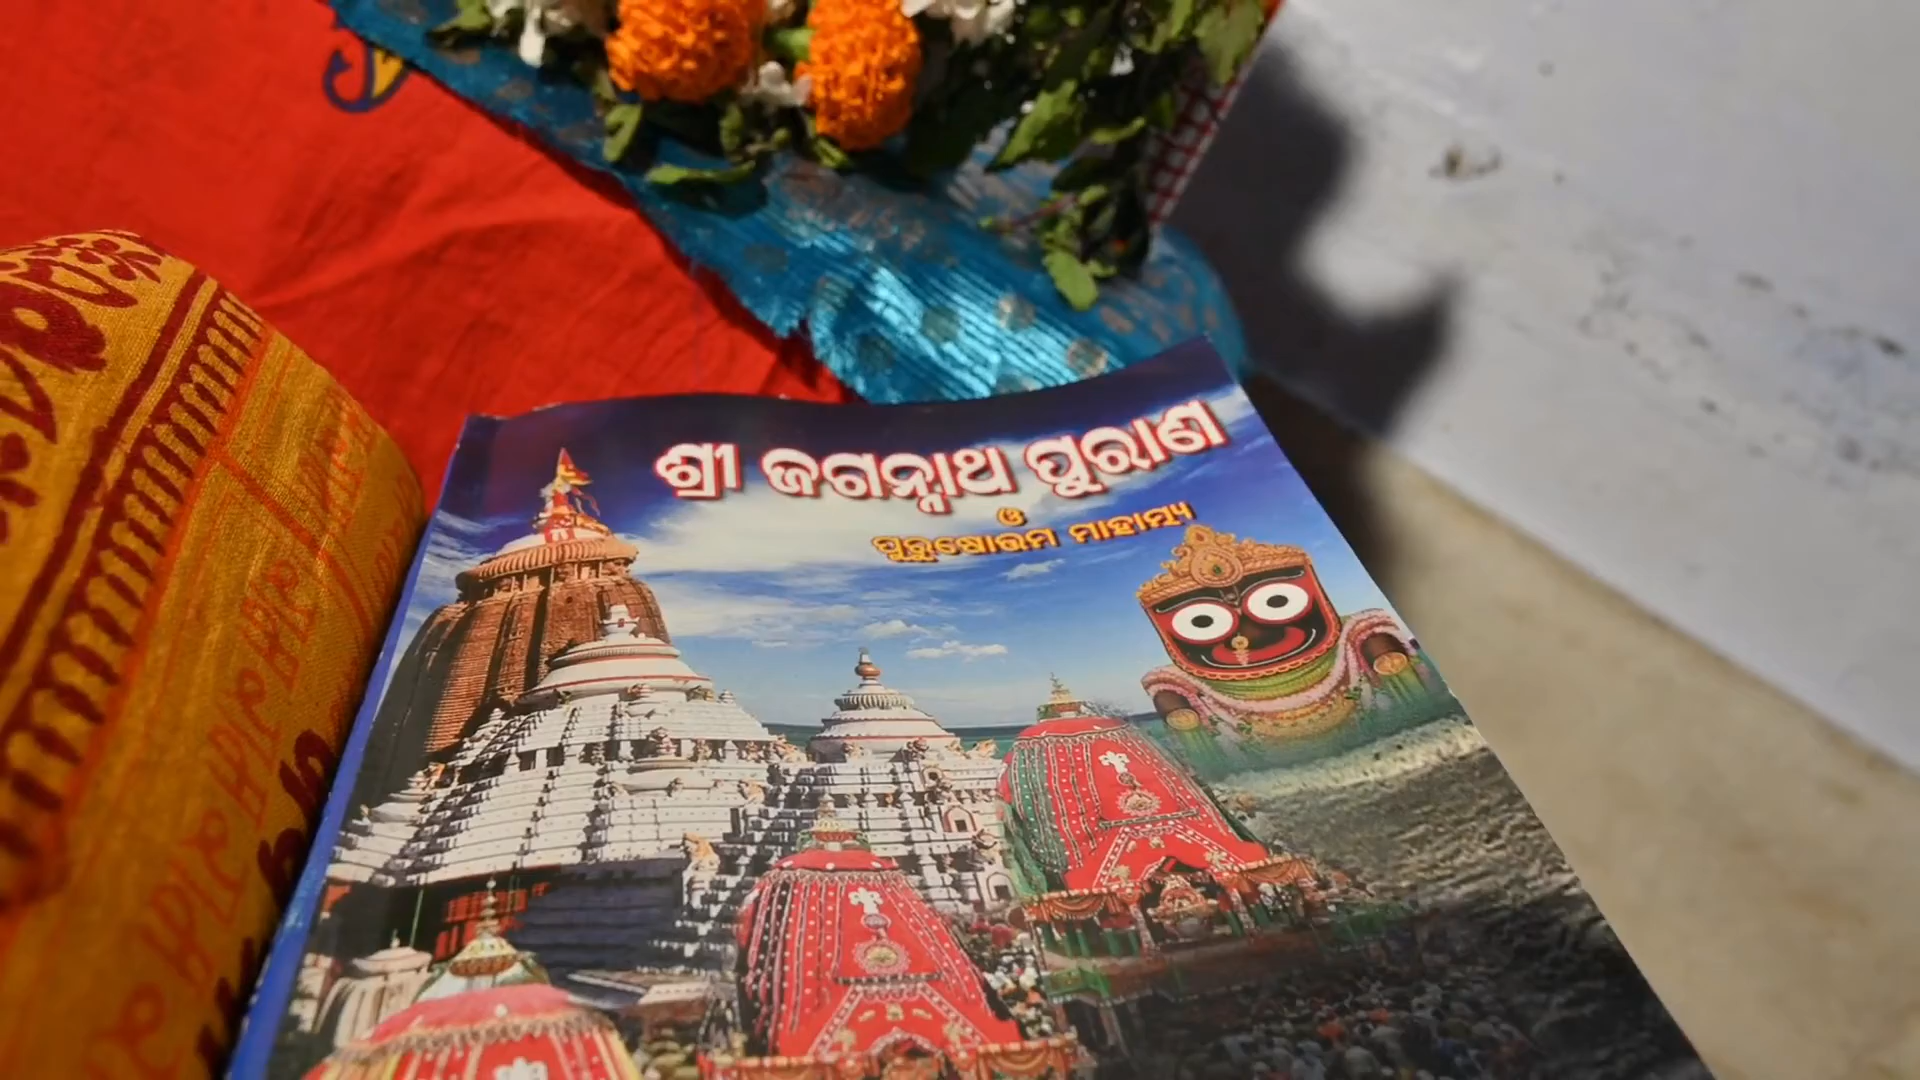 ଶ୍ରୀ ଜଗନ୍ନାଥ ପୁରାଣ
ଓ
ପୁରୁଷୋତ୍ତମ ମାହାତ୍ମ୍ୟ